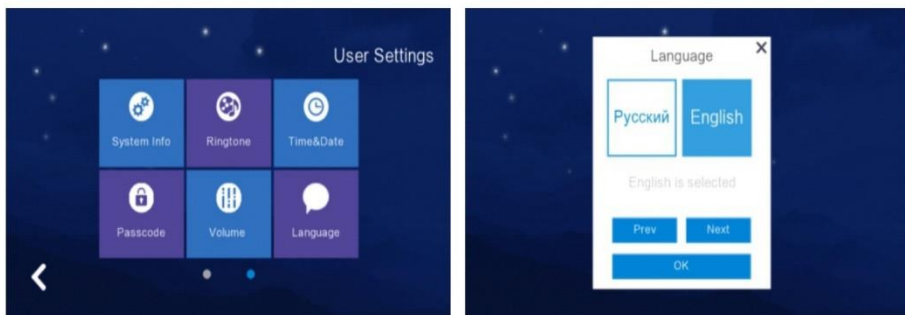 User Settings
System Info
Ringtone
Time&Date
Passcode
Volume
Language
Language
X
Русский
English
English is selected
Prev
Next
OK